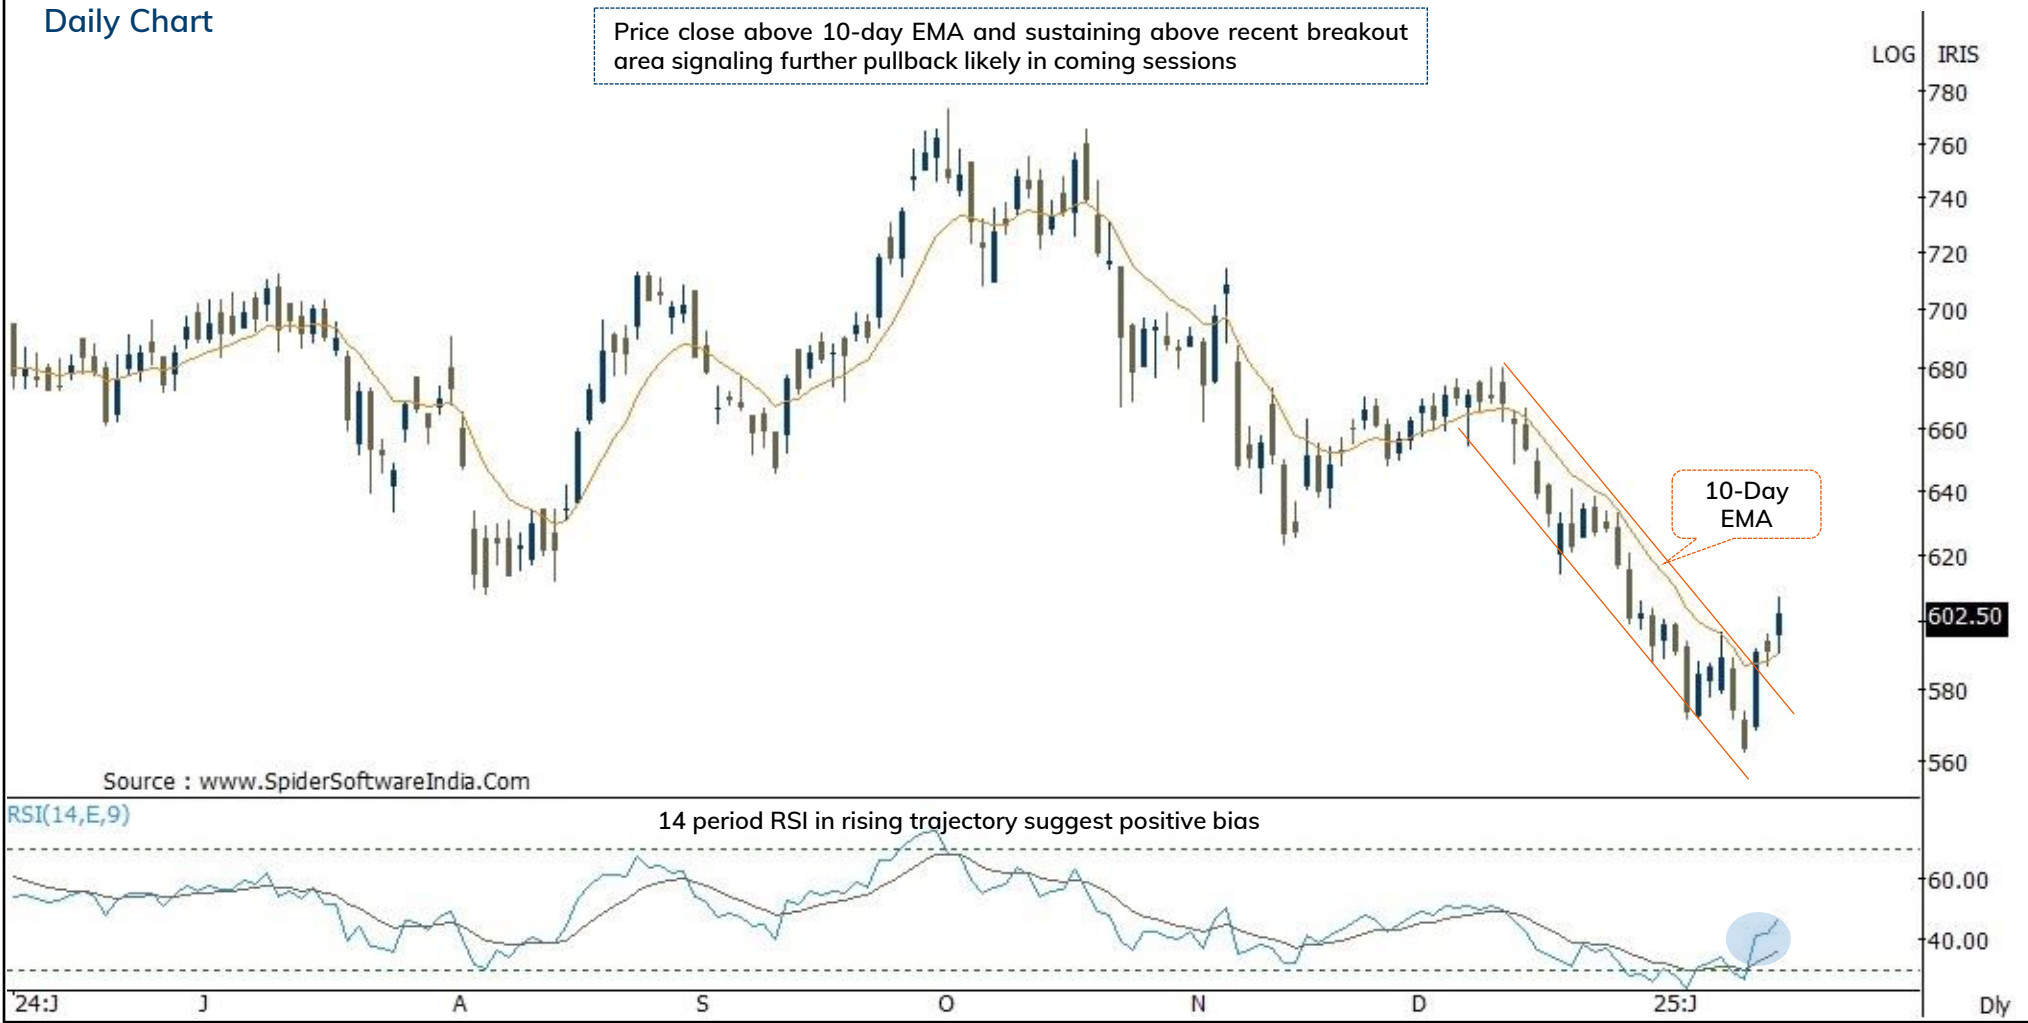 Daily Chart
Price close above 10-day EMA and sustaining above recent breakout
area signaling further pullback likely in coming sessions
LOG IRIS
780
760
740
720
700
680
660
640
620
602.50
580
560
10-Day
EMA
Source : www.SpiderSoftwareIndia.Com
RSI(14,E,9)
14 period RSI in rising trajectory suggest positive bias
60.00
40.00
'24:J J A S O N D 25:J Dly